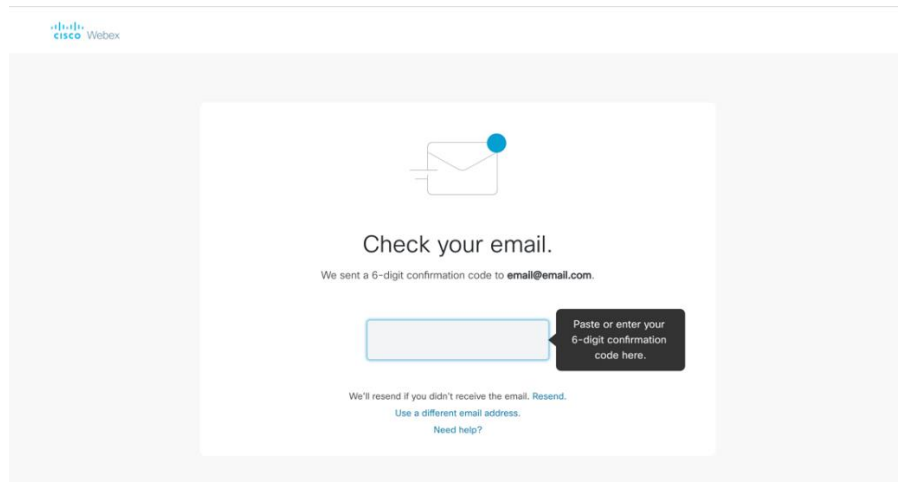 CISCO Webex
Check your email.
We sent a 6-digit confirmation code to email@email.com.
Paste or enter your
6-digit confirmation
code here.
We'll resend if you didn't receive the email. Resend.
Use a different email address.
Need help?